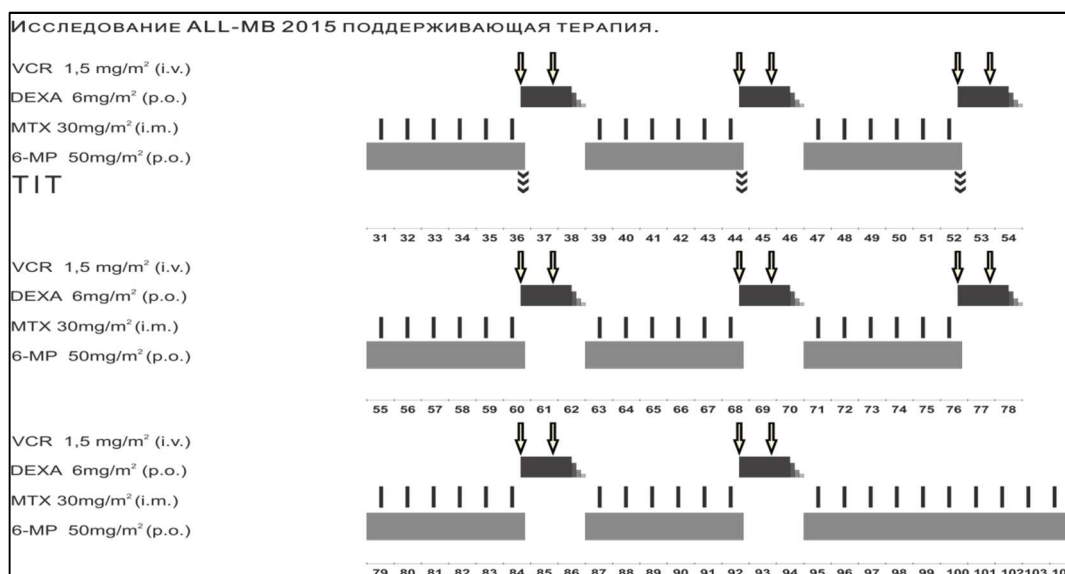 ИССЛЕДОВАНИЕ ALL-MB 2015 ПОДДЕРЖИВАЮЩАЯ ТЕРАПИЯ.
VCR 1,5 mg/m² (i.v.)
DEXA 6mg/m² (p.o.)
MTX 30mg/m² (i.m.)
6-MP 50mg/m² (p.o.)
TIT
31 32 33 34 35 36 37 38 39 40 41 42 43 44 45 46 47 48 49 50 51 52 53 54
VCR 1,5 mg/m² (i.v.)
DEXA 6mg/m² (p.o.)
MTX 30mg/m² (i.m.)
6-MP 50mg/m² (p.o.)
55 56 57 58 59 60 61 62 63 64 65 66 67 68 69 70 71 72 73 74 75 76 77 78
VCR 1,5 mg/m² (i.v.)
DEXA 6mg/m² (p.o.)
MTX 30mg/m² (i.m.)
6-MP 50mg/m² (p.o.)
79 80 81 82 83 84 85 86 87 88 89 90 91 92 93 94 95 96 97 98 99 100 101 102 103